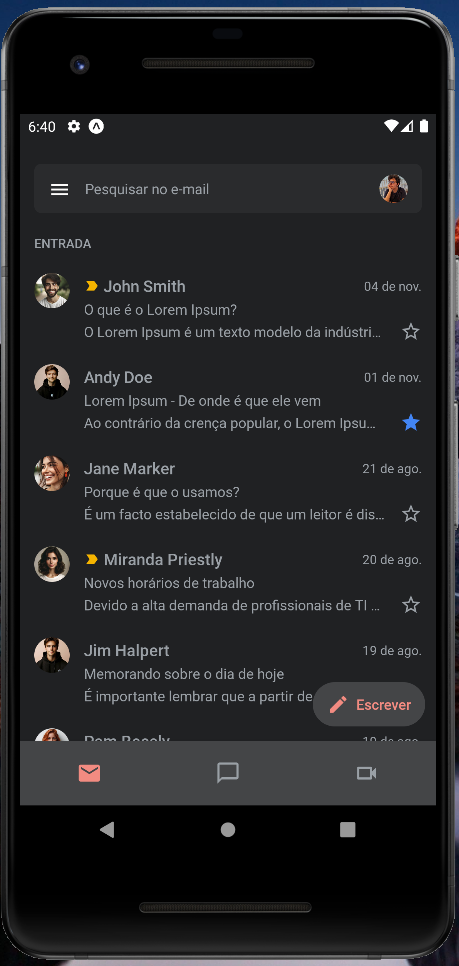 6:40
Pesquisar no e-mail
ENTRADA
John Smith 04 de nov.
O que é o Lorem Ipsum?
O Lorem Ipsum é um texto modelo da indústri...
Andy Doe 01 de nov.
Lorem Ipsum - De onde é que ele vem
Ao contrário da crença popular, o Lorem Ipsu...
Jane Marker 21 de ago.
Porque é que o usamos?
É um facto estabelecido de que um leitor é dis...
Miranda Priestly 20 de ago.
Novos horários de trabalho
Devido a alta demanda de profissionais de TI ...
Jim Halpert 19 de ago.
Memorando sobre o dia de hoje
É importante lembrar que a partir de
Escrever